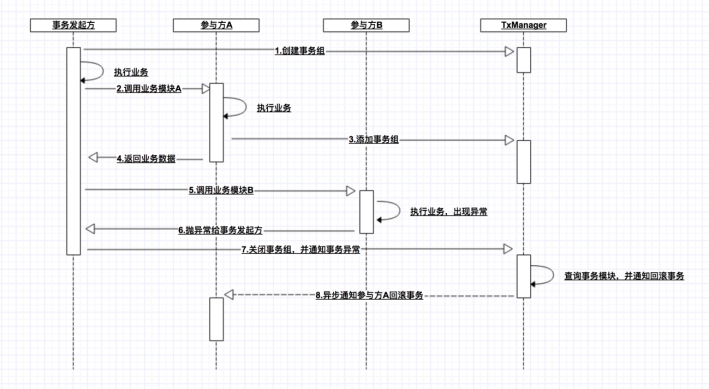 事务发起方
参与方A
参与方B
TxManager
1.创建事务组
执行业务
2.调用业务模块A
执行业务
3.添加事务组
4.返回业务数据
5.调用业务模块B
执行业务，出现异常
6.抛异常给事务发起方
7.关闭事务组，并通知事务异常
查询事务模块，并通知回滚事务
8.异步通知参与方A回滚事务